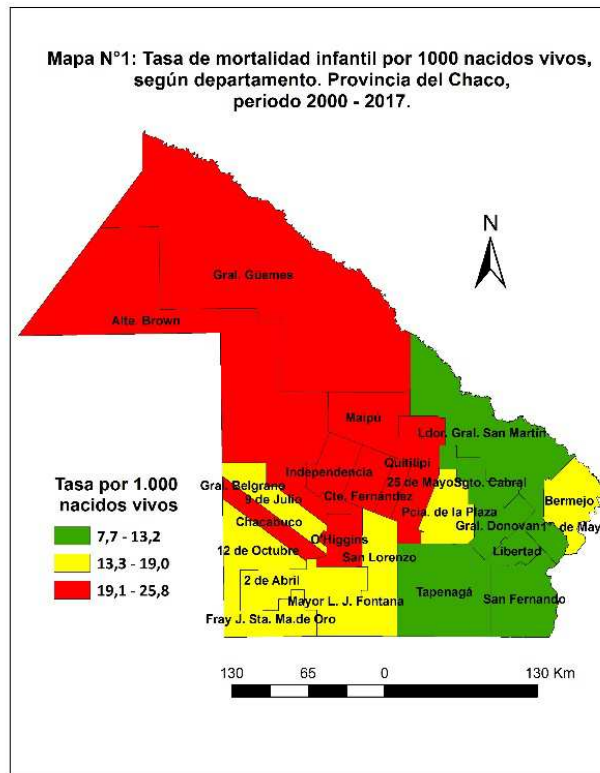 Mapa N°1: Tasa de mortalidad infantil por 1000 nacidos vivos,
según departamento. Provincia del Chaco,
periodo 2000 - 2017.
N
Gral. Güemes
Alte. Brown
Maipú
Ldor. Gral. San Martín
Quitilipi
Independencia
25 de Mayo
Sgto. Cabral
Gral. Belgrano
Cte. Fernández
Bermejo
9 de Julio
Pcia. de la Plaza
Chacabuco
Gral. Donovan
1º de May
O'Higgins
12 de Octubre
San Lorenzo
Libertad
2 de Abril
Tapenagá
Mayor L. J. Fontana
San Fernando
Fray J. Sta. Ma. de Oro
Tasa por 1.000
nacidos vivos
7,7 - 13,2
13,3 - 19,0
19,1 - 25,8
130 65 0 130 Km